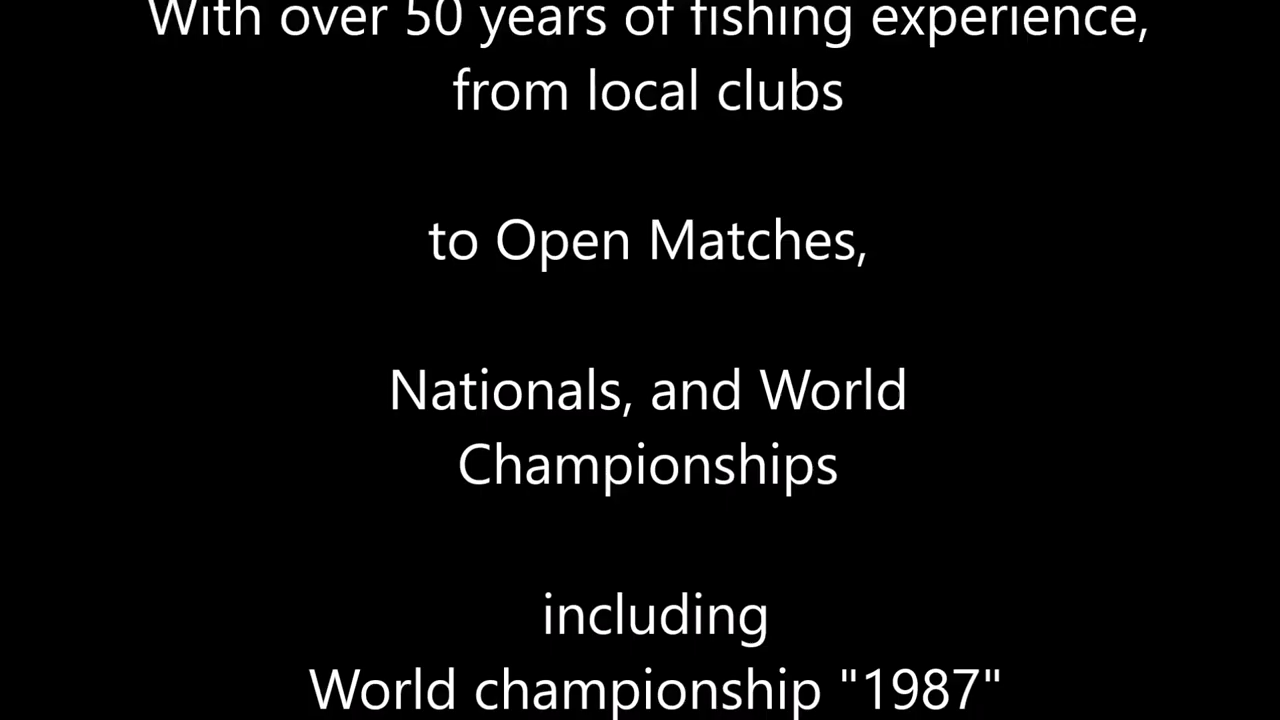 With over 50 years of fishing experience,
from local clubs
to Open Matches,
Nationals, and World
Championships
including
World championship "1987"